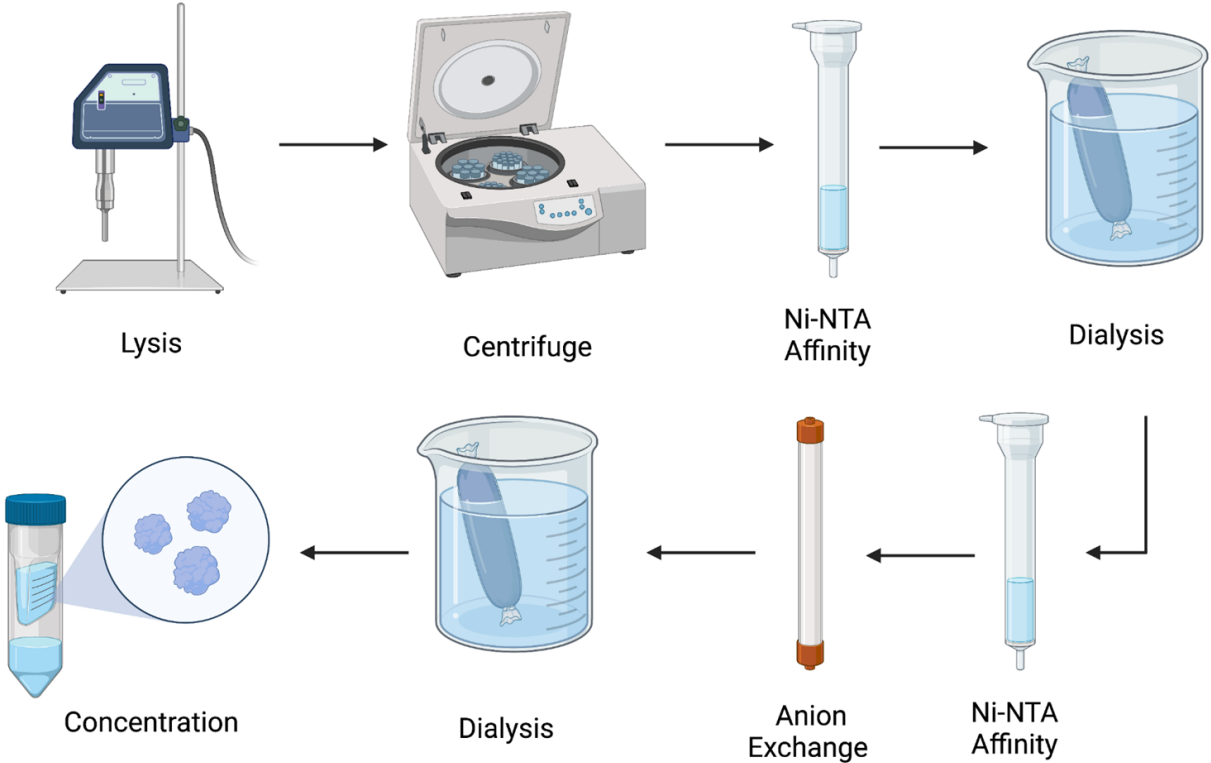 Lysis
Centrifuge
Ni-NTA
Affinity
Dialysis
Concentration
Dialysis
Anion
Exchange
Ni-NTA
Affinity